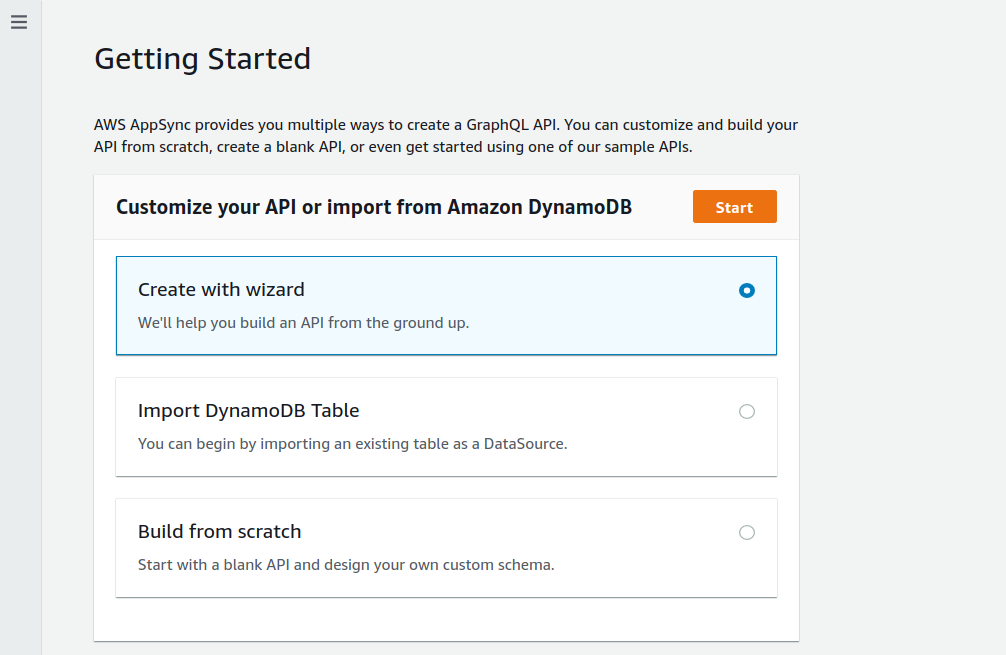 Getting Started
AWS AppSync provides you multiple ways to create a GraphQL API. You can customize and build your
API from scratch, create a blank API, or even get started using one of our sample APIs.
Customize your API or import from Amazon DynamoDB
Start
Create with wizard
We'll help you build an API from the ground up.
Import DynamoDB Table
You can begin by importing an existing table as a DataSource.
Build from scratch
Start with a blank API and design your own custom schema.